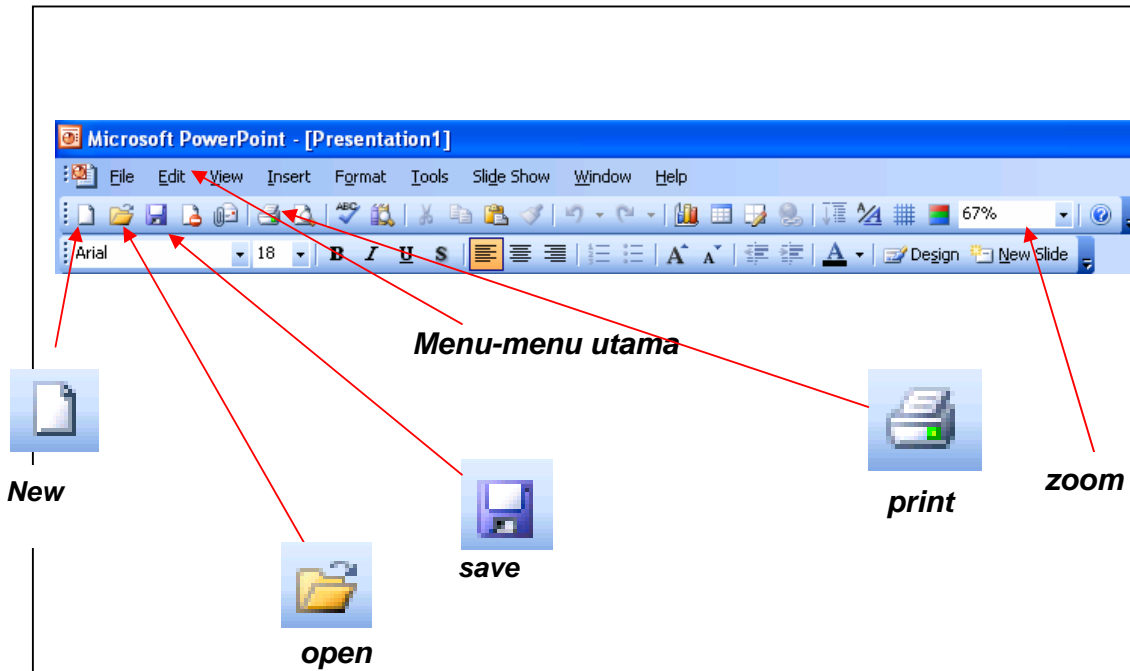 Microsoft PowerPoint - [Presentation1]
File Edit View Insert Format Tools Slide Show Window Help
ABC 67%
Arial 18 B I U S A A A Design New Slide
Menu-menu utama
New
print
zoom
save
open